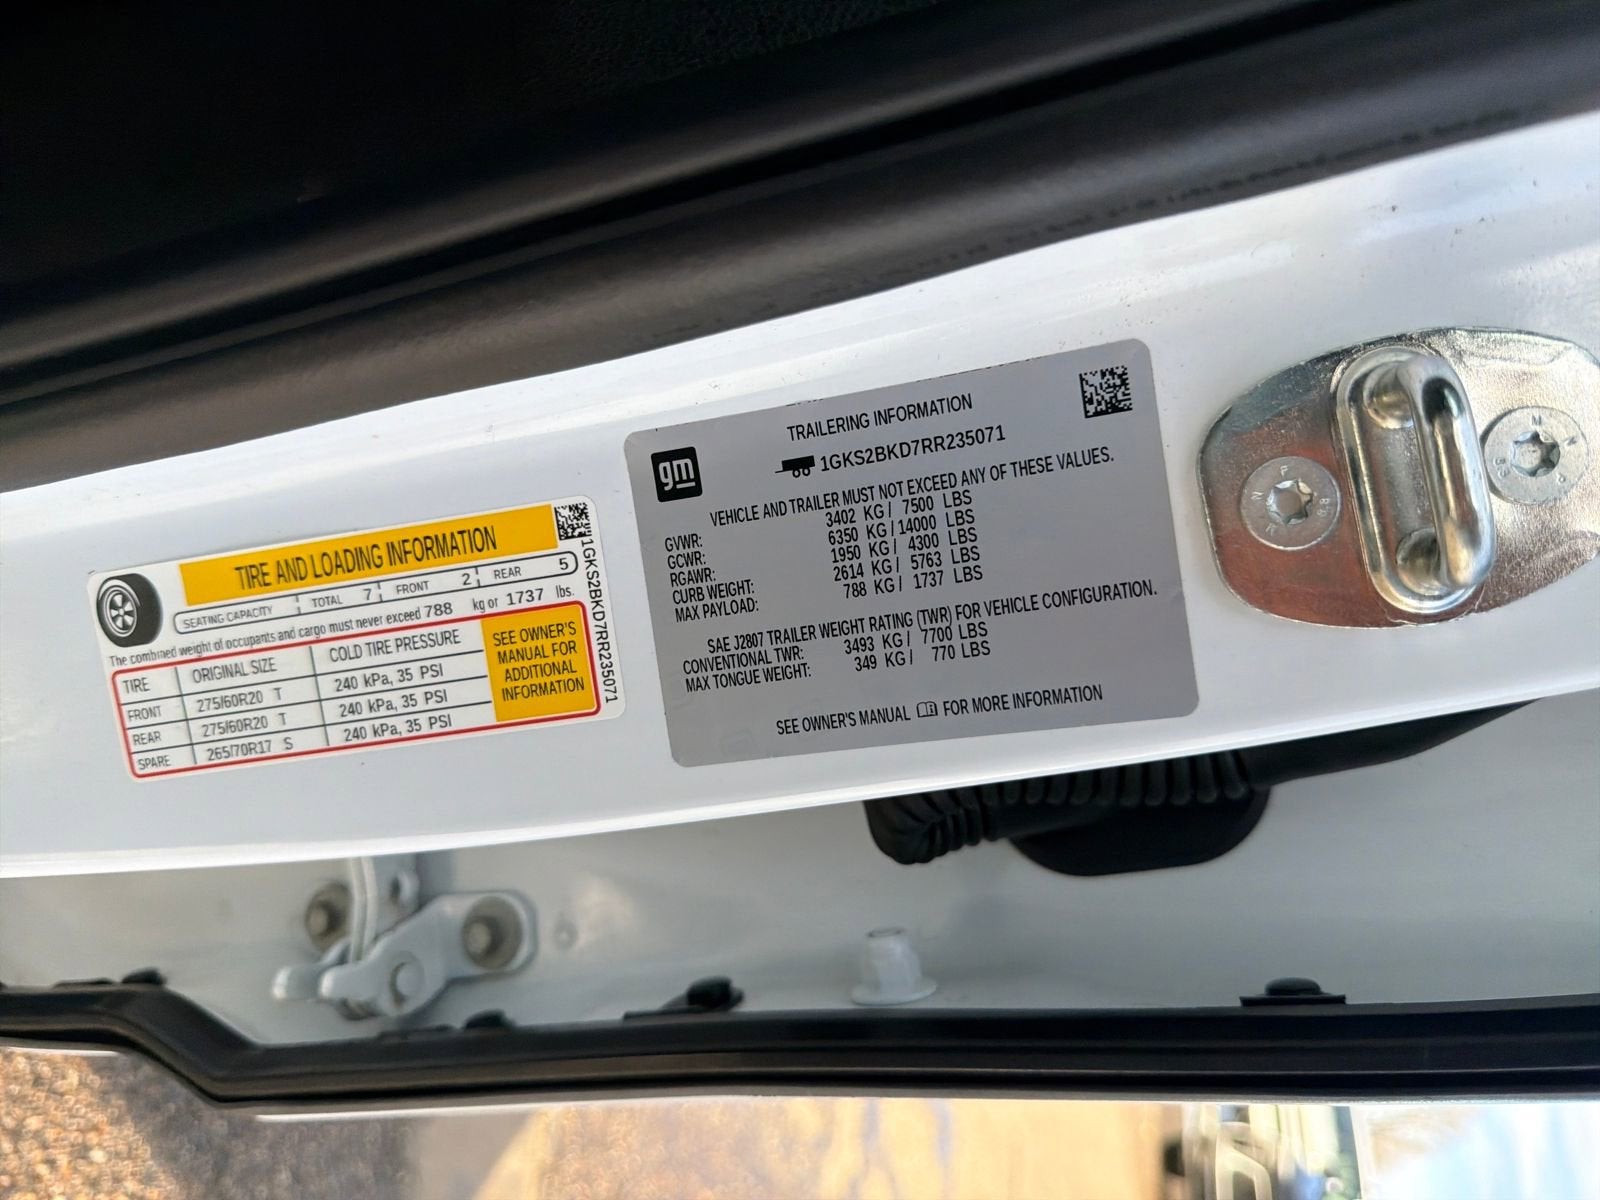 TIRE AND LOADING INFORMATION
SEATING CAPACITY TOTAL 7 FRONT 2 REAR 5
The combined weight of occupants and cargo must never exceed 788 kg or 1737 lbs.
TIRE ORIGINAL SIZE COLD TIRE PRESSURE
FRONT 275/60R20 T 240 kPa, 35 PSI
REAR 275/60R20 T 240 kPa, 35 PSI
SPARE 265/70R17 S 240 kPa, 35 PSI
SEE OWNER'S
MANUAL FOR
ADDITIONAL
INFORMATION
1GKS2BKD7RR235071
gm
TRAILERING INFORMATION
1GKS2BKD7RR235071
VEHICLE AND TRAILER MUST NOT EXCEED ANY OF THESE VALUES.
GVWR: 3402 KG / 7500 LBS
GCWR: 6350 KG / 14000 LBS
RGAWR: 1950 KG / 4300 LBS
CURB WEIGHT: 2614 KG / 5763 LBS
MAX PAYLOAD: 788 KG / 1737 LBS
SAE J2807 TRAILER WEIGHT RATING (TWR) FOR VEHICLE CONFIGURATION.
CONVENTIONAL TWR: 3493 KG / 7700 LBS
MAX TONGUE WEIGHT: 349 KG / 770 LBS
SEE OWNER'S MANUAL FOR MORE INFORMATION